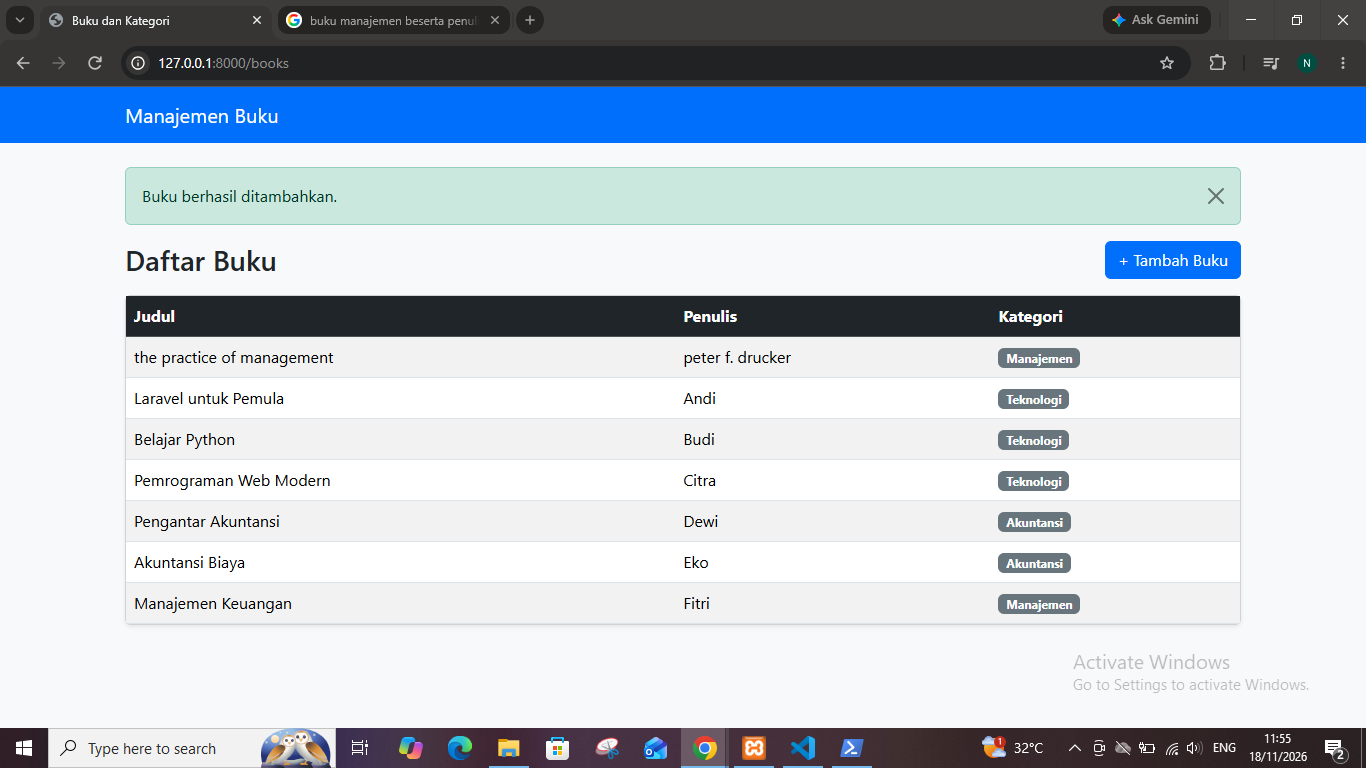 Buku dan Kategori
buku manajemen beserta penul
Ask Gemini
127.0.0.1:8000/books
N
Manajemen Buku
Buku berhasil ditambahkan.
Daftar Buku
+ Tambah Buku
Judul Penulis Kategori
the practice of management peter f. drucker Manajemen
Laravel untuk Pemula Andi Teknologi
Belajar Python Budi Teknologi
Pemrograman Web Modern Citra Teknologi
Pengantar Akuntansi Dewi Akuntansi
Akuntansi Biaya Eko Akuntansi
Manajemen Keuangan Fitri Manajemen
Activate Windows
Go to Settings to activate Windows.
Type here to search
1
32°C
ENG
11:55
18/11/2026
2